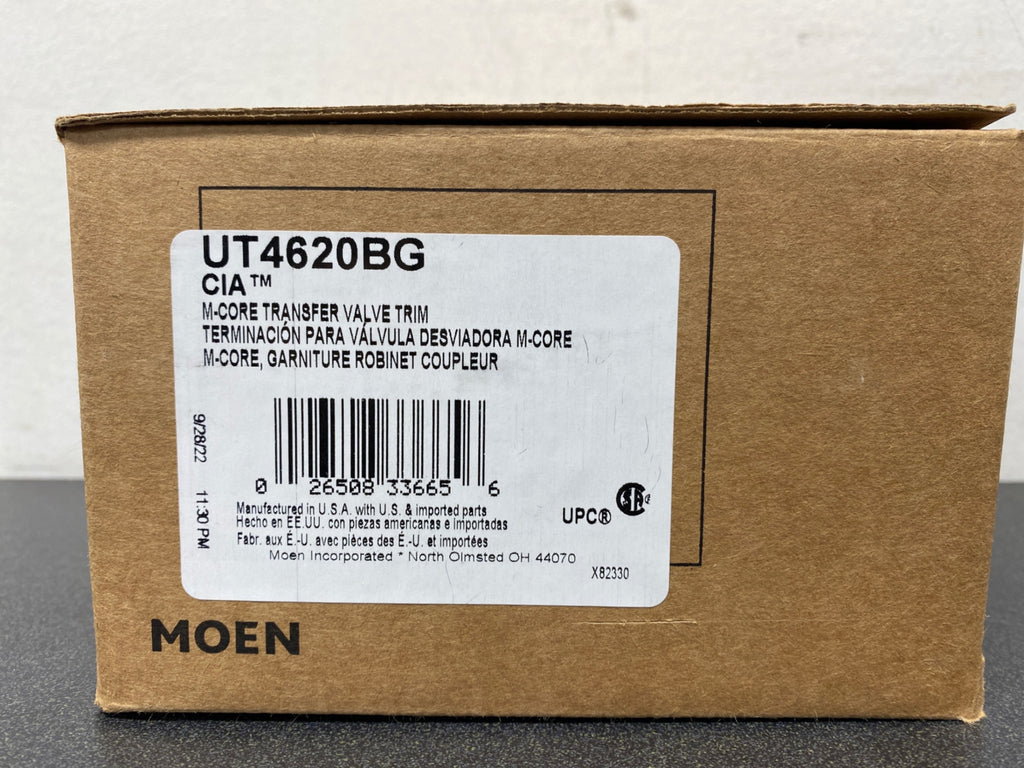 UT4620BG
CIA™
M-CORE TRANSFER VALVE TRIM
TERMINACIÓN PARA VÁLVULA DESVIADORA M-CORE
M-CORE, GARNITURE ROBINET COUPLEUR
9/28/22 11:30 PM
0 26508 33665 6
Manufactured in U.S.A. with U.S. & imported parts
Hecho en EE.UU. con piezas americanas e importadas
Fabr. aux É.-U. avec pièces des É.-U. et importées
Moen Incorporated * North Olmsted OH 44070
UPC®
SA
X82330
MOEN